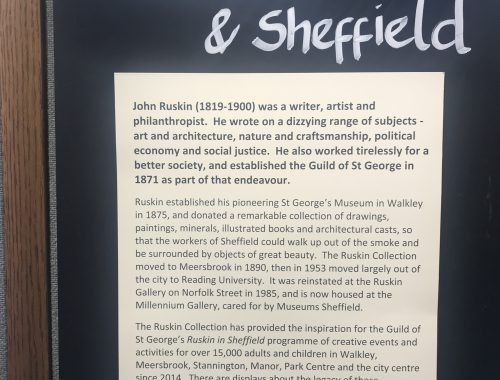 & Sheffield
John Ruskin (1819-1900) was a writer, artist and
philanthropist. He wrote on a dizzying range of subjects -
art and architecture, nature and craftsmanship, political
economy and social justice. He also worked tirelessly for a
better society, and established the Guild of St George in
1871 as part of that endeavour.
Ruskin established his pioneering St George's Museum in Walkley
in 1875, and donated a remarkable collection of drawings,
paintings, minerals, illustrated books and architectural casts, so
that the workers of Sheffield could walk up out of the smoke and
be surrounded by objects of great beauty. The Ruskin Collection
moved to Meersbrook in 1890, then in 1953 moved largely out of
the city to Reading University. It was reinstated at the Ruskin
Gallery on Norfolk Street in 1985, and is now housed at the
Millennium Gallery, cared for by Museums Sheffield.
The Ruskin Collection has provided the inspiration for the Guild of
St George's Ruskin in Sheffield programme of creative events and
activities for over 15,000 adults and children in Walkley,
Meersbrook, Stannington, Manor, Park Centre and the city centre
since 2014. There are displays about the legacy of these